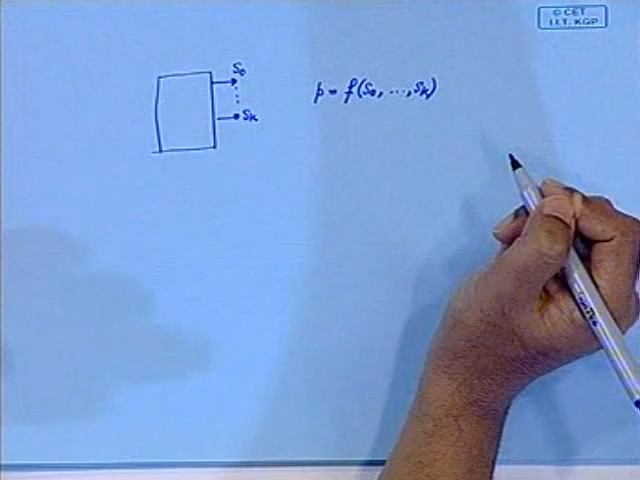 © CET
I.I.T. KGP
S₀
p = f(S₀, ..., Sₖ)
⋮
Sₖ